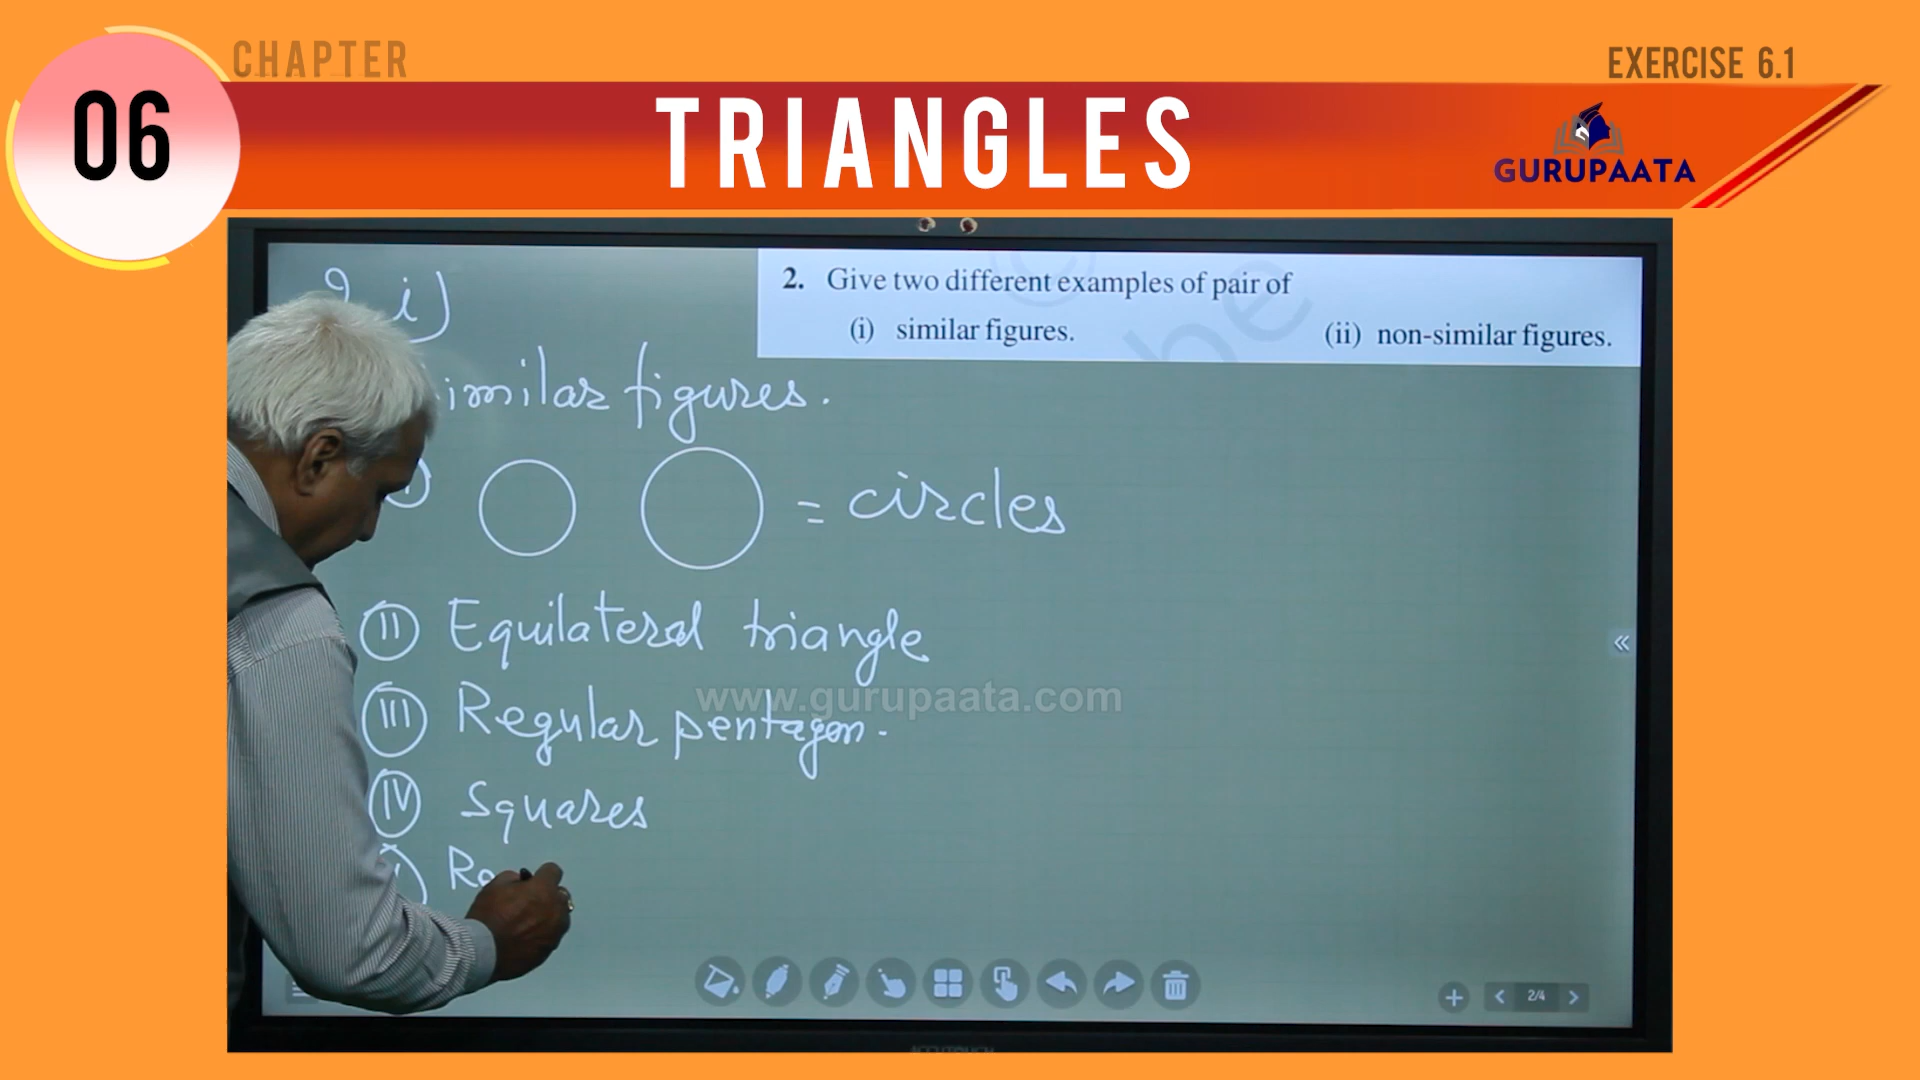 CHAPTER
EXERCISE 6.1
06
TRIANGLES
GURUPAATA
2. Give two different examples of pair of
(i) similar figures. (ii) non-similar figures.
i)
imilar figures.
= circles
II Equilateral triangle
www.gurupaata.com
III Regular pentagon.
IV Squares
2/4